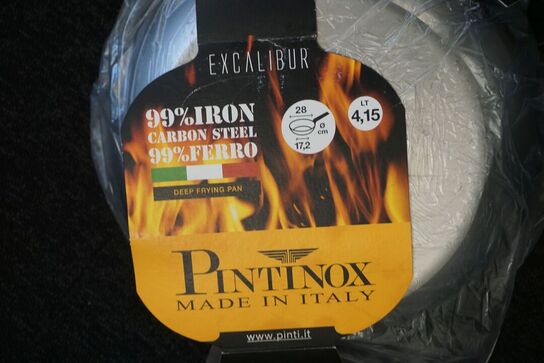 EXCALIBUR
99%IRON
CARBON STEEL
99%FERRO
DEEP FRYING PAN
28
Ø
cm
17,2
LT
4,15
PINTINOX
MADE IN ITALY
www.pinti.it